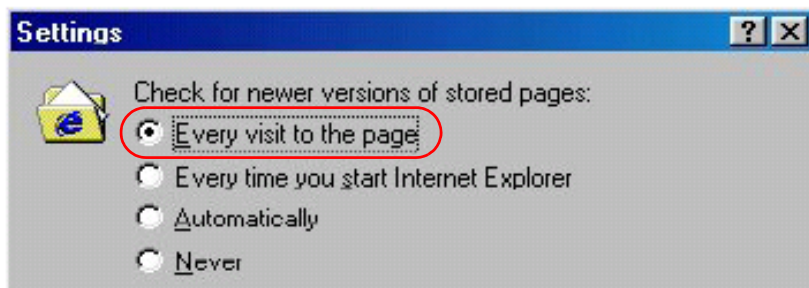 Settings
Check for newer versions of stored pages:
Every visit to the page
Every time you start Internet Explorer
Automatically
Never